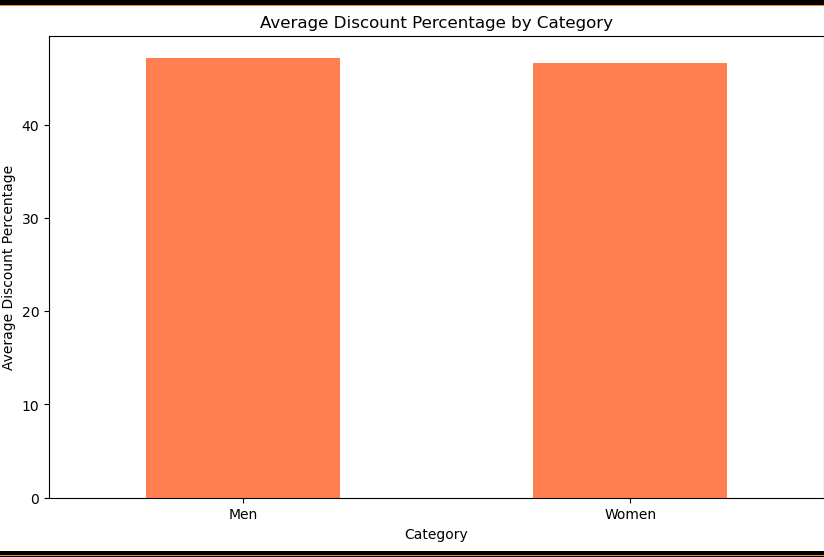 Average Discount Percentage by Category
Average Discount Percentage
40
30
20
10
0
Men
Women
Category